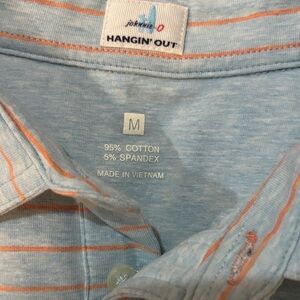 johnnie-O
HANGIN' OUT
M
95% COTTON
5% SPANDEX
MADE IN VIETNAM